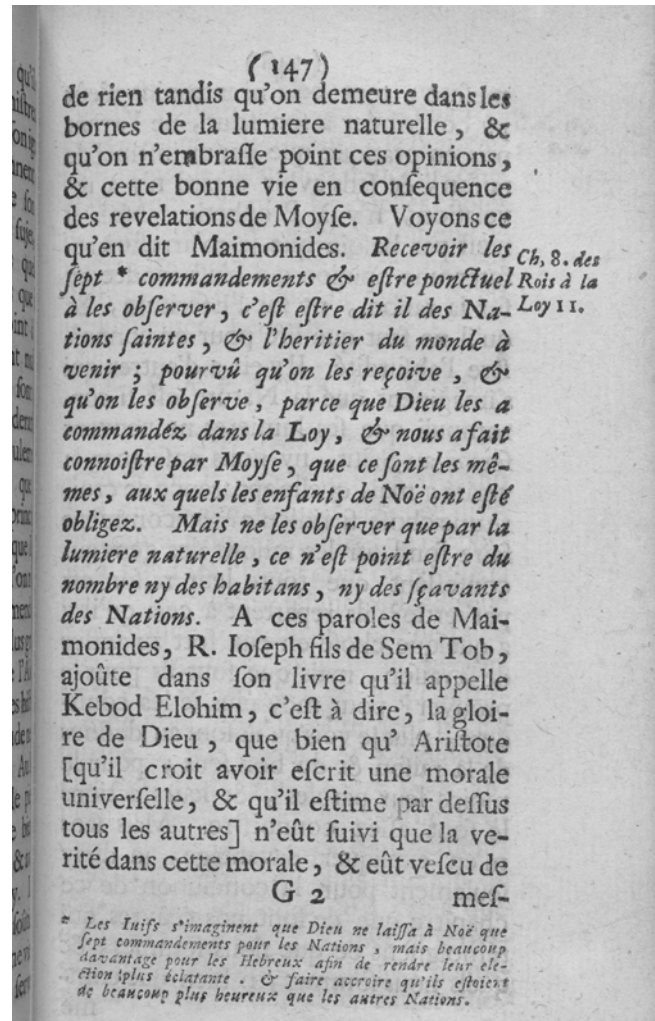 (147)
de rien tandis qu'on demeure dans les
bornes de la lumiere naturelle, &
qu'on n'embraſſe point ces opinions,
& cette bonne vie en conſequence
des revelations de Moyſe. Voyons ce
qu'en dit Maimonides. Recevoir les
ſept * commandements & eſtre ponctuel
à les obſerver, c'eſt eſtre dit il des Na-
tions ſaintes, & l'heritier du monde à
venir ; pourvû qu'on les reçoive, &
qu'on les obſerve, parce que Dieu les a
commandéz dans la Loy, & nous a fait
connoiſtre par Moyſe, que ce ſont les mê-
mes, aux quels les enfants de Noë ont eſté
obligez. Mais ne les obſerver que par la
lumiere naturelle, ce n'eſt point eſtre du
nombre ny des habitans, ny des ſçavants
des Nations. A ces paroles de Mai-
monides, R. Ioſeph fils de Sem Tob,
ajoûte dans ſon livre qu'il appelle
Kebod Elohim, c'eſt à dire, la gloi-
re de Dieu, que bien qu' Ariſtote
[qu'il croit avoir eſcrit une morale
univerſelle, & qu'il eſtime par deſſus
tous les autres] n'eût ſuivi que la ve-
rité dans cette morale, & eût veſcu de
G 2 meſ-
Ch, 8. des
Rois à la
Loy 11.
* Les Iuifs s'imaginent que Dieu ne laiſſa à Noë que
ſept commandements pour les Nations, mais beaucoup
davantage pour les Hebreux afin de rendre leur ele-
ction plus éclatante. & faire accroire qu'ils eſtoient
de beaucoup plus heureux que les autres Nations.